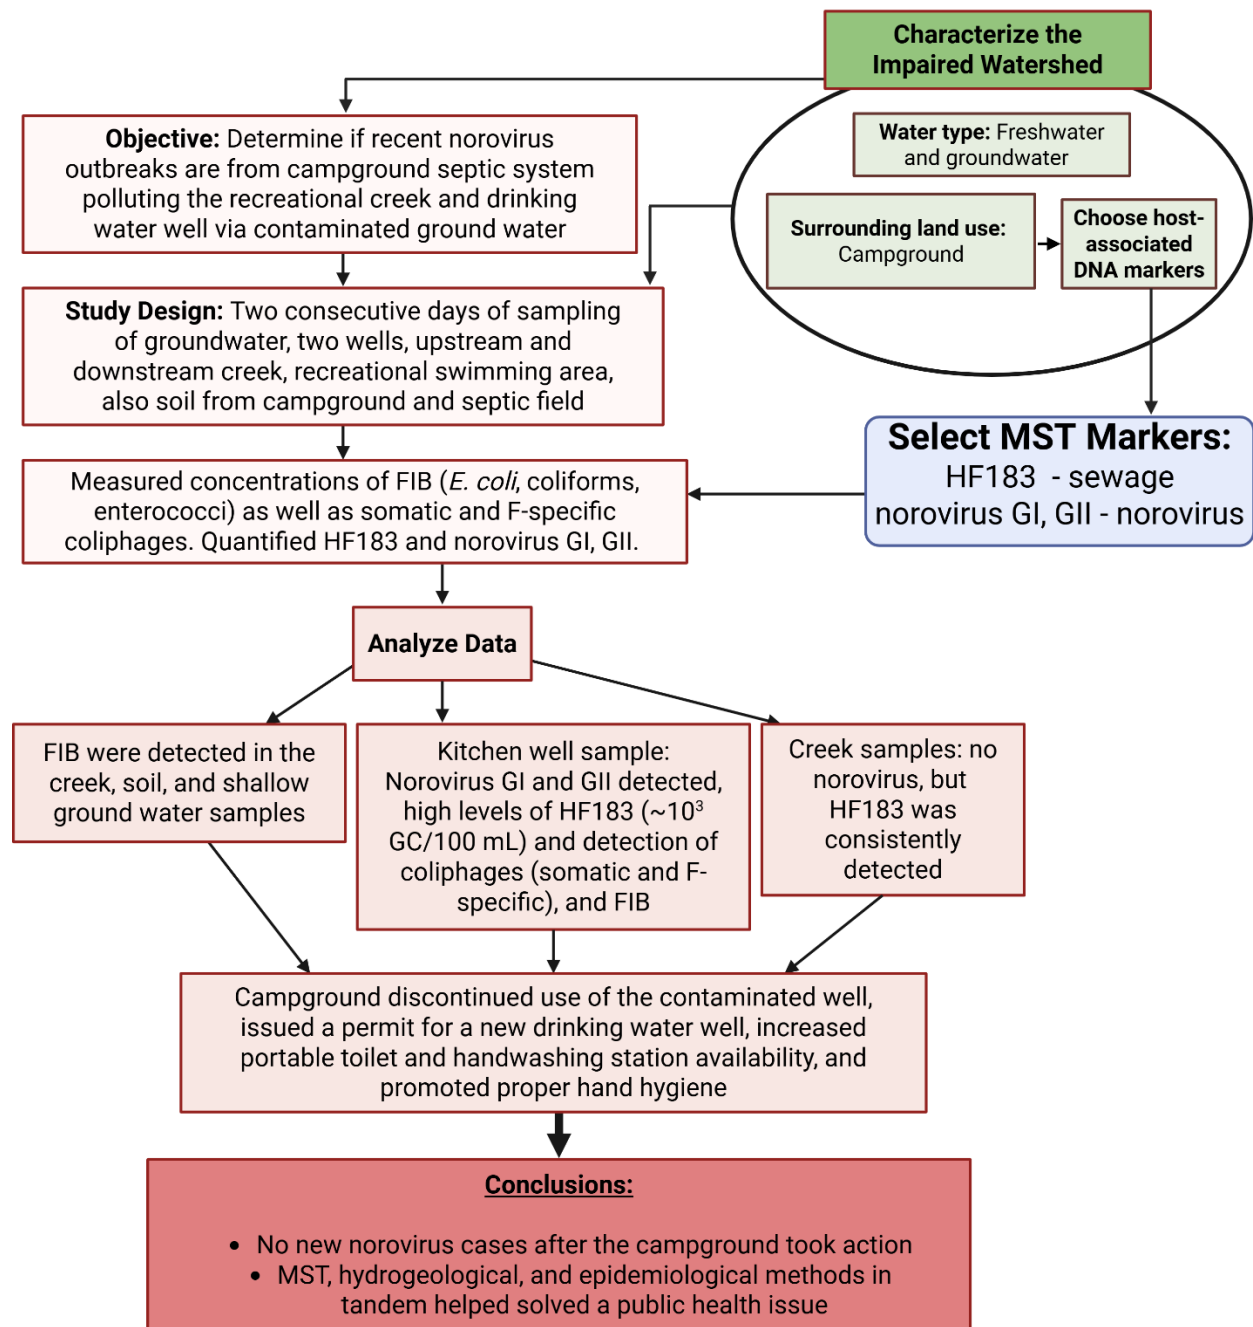 Characterize the
Impaired Watershed
Water type: Freshwater
and groundwater
Surrounding land use:
Campground
Choose host-
associated
DNA markers
Objective: Determine if recent norovirus
outbreaks are from campground septic system
polluting the recreational creek and drinking
water well via contaminated ground water
Study Design: Two consecutive days of sampling
of groundwater, two wells, upstream and
downstream creek, recreational swimming area,
also soil from campground and septic field
Select MST Markers:
HF183 - sewage
norovirus GI, GII - norovirus
Measured concentrations of FIB (E. coli, coliforms,
enterococci) as well as somatic and F-specific
coliphages. Quantified HF183 and norovirus GI, GII.
Analyze Data
FIB were detected in the
creek, soil, and shallow
ground water samples
Kitchen well sample:
Norovirus GI and GII detected,
high levels of HF183 (~10³
GC/100 mL) and detection of
coliphages (somatic and F-
specific), and FIB
Creek samples: no
norovirus, but
HF183 was
consistently
detected
Campground discontinued use of the contaminated well,
issued a permit for a new drinking water well, increased
portable toilet and handwashing station availability, and
promoted proper hand hygiene
Conclusions:
• No new norovirus cases after the campground took action
• MST, hydrogeological, and epidemiological methods in
tandem helped solved a public health issue